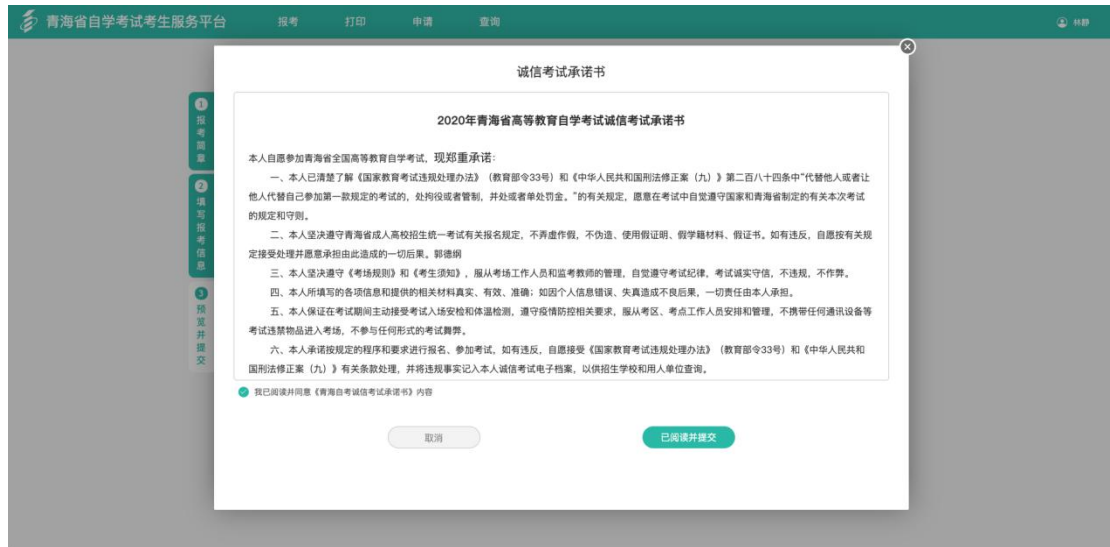 青海省自学考试考生服务平台 报考 打印 申请 查询 林静
诚信考试承诺书
2020年青海省高等教育自学考试诚信考试承诺书
本人自愿参加青海省全国高等教育自学考试，现郑重承诺：
一、本人已清楚了解《国家教育考试违规处理办法》（教育部令33号）和《中华人民共和国刑法修正案（九）》第二百八十四条中“代替他人或者让
他人代替自己参加第一款规定的考试的，处拘役或者管制，并处或者单处罚金。”的有关规定，愿意在考试中自觉遵守国家和青海省制定的有关本次考试
的规定和守则。
二、本人坚决遵守青海省成人高校招生统一考试有关报名规定，不弄虚作假，不伪造、使用假证明、假学籍材料、假证书。如有违反，自愿按有关规
定接受处理并愿意承担由此造成的一切后果。郭德纲
三、本人坚决遵守《考场规则》和《考生须知》，服从考场工作人员和监考教师的管理，自觉遵守考试纪律，考试诚实守信，不违规，不作弊。
四、本人所填写的各项信息和提供的相关材料真实、有效、准确；如因个人信息错误、失真造成不良后果，一切责任由本人承担。
五、本人保证在考试期间主动接受考试入场安检和体温检测，遵守疫情防控相关要求，服从考区、考点工作人员安排和管理，不携带任何通讯设备等
考试违禁物品进入考场，不参与任何形式的考试舞弊。
六、本人承诺按规定的程序和要求进行报名、参加考试，如有违反，自愿接受《国家教育考试违规处理办法》（教育部令33号）和《中华人民共和
国刑法修正案（九）》有关条款处理，并将违规事实记入本人诚信考试电子档案，以供招生学校和用人单位查询。
我已阅读并同意《青海自考诚信考试承诺书》内容
取消 已阅读并提交
1 报考简章
2 填写报考信息
3 预览并提交